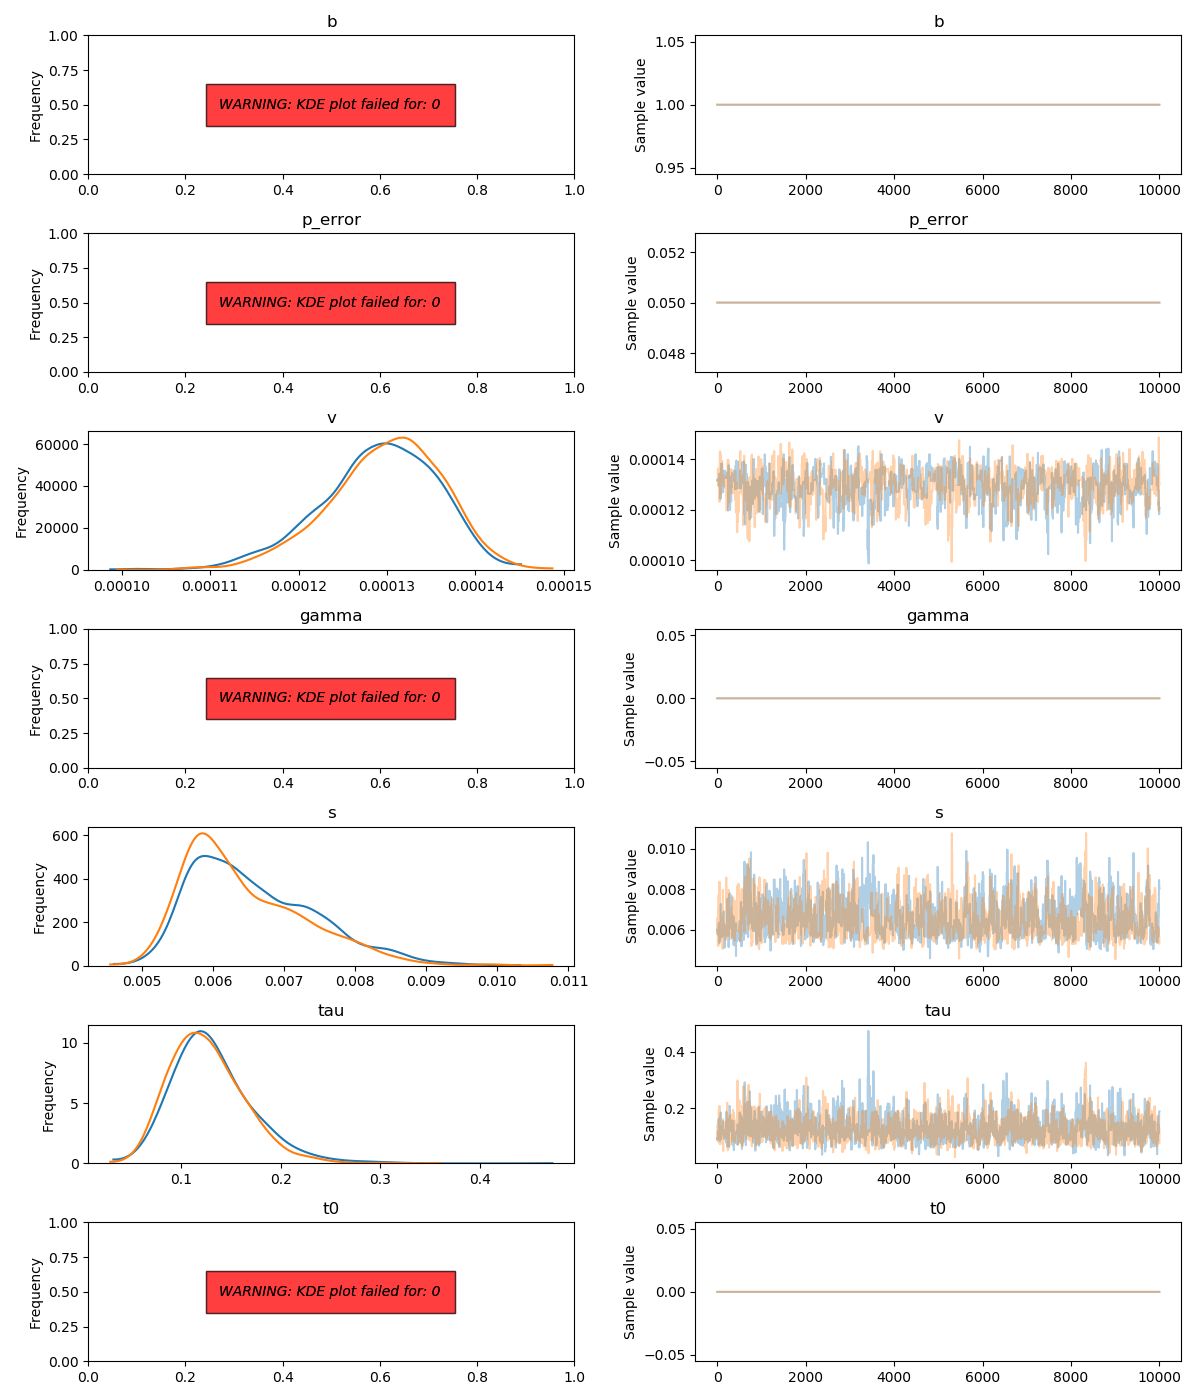 b
b
1.00
0.75
0.50
0.25
0.00
Frequency
WARNING: KDE plot failed for: 0
0.0 0.2 0.4 0.6 0.8 1.0
1.05
1.00
0.95
Sample value
0 2000 4000 6000 8000 10000
p_error
p_error
1.00
0.75
0.50
0.25
0.00
Frequency
WARNING: KDE plot failed for: 0
0.0 0.2 0.4 0.6 0.8 1.0
0.052
0.050
0.048
Sample value
0 2000 4000 6000 8000 10000
v
v
60000
40000
20000
0
Frequency
0.00010 0.00011 0.00012 0.00013 0.00014 0.00015
0.00014
0.00012
0.00010
Sample value
0 2000 4000 6000 8000 10000
gamma
gamma
1.00
0.75
0.50
0.25
0.00
Frequency
WARNING: KDE plot failed for: 0
0.0 0.2 0.4 0.6 0.8 1.0
0.05
0.00
−0.05
Sample value
0 2000 4000 6000 8000 10000
s
s
600
400
200
0
Frequency
0.005 0.006 0.007 0.008 0.009 0.010 0.011
0.010
0.008
0.006
Sample value
0 2000 4000 6000 8000 10000
tau
tau
10
5
0
Frequency
0.1 0.2 0.3 0.4
0.4
0.2
Sample value
0 2000 4000 6000 8000 10000
t0
t0
1.00
0.75
0.50
0.25
0.00
Frequency
WARNING: KDE plot failed for: 0
0.0 0.2 0.4 0.6 0.8 1.0
0.05
0.00
−0.05
Sample value
0 2000 4000 6000 8000 10000